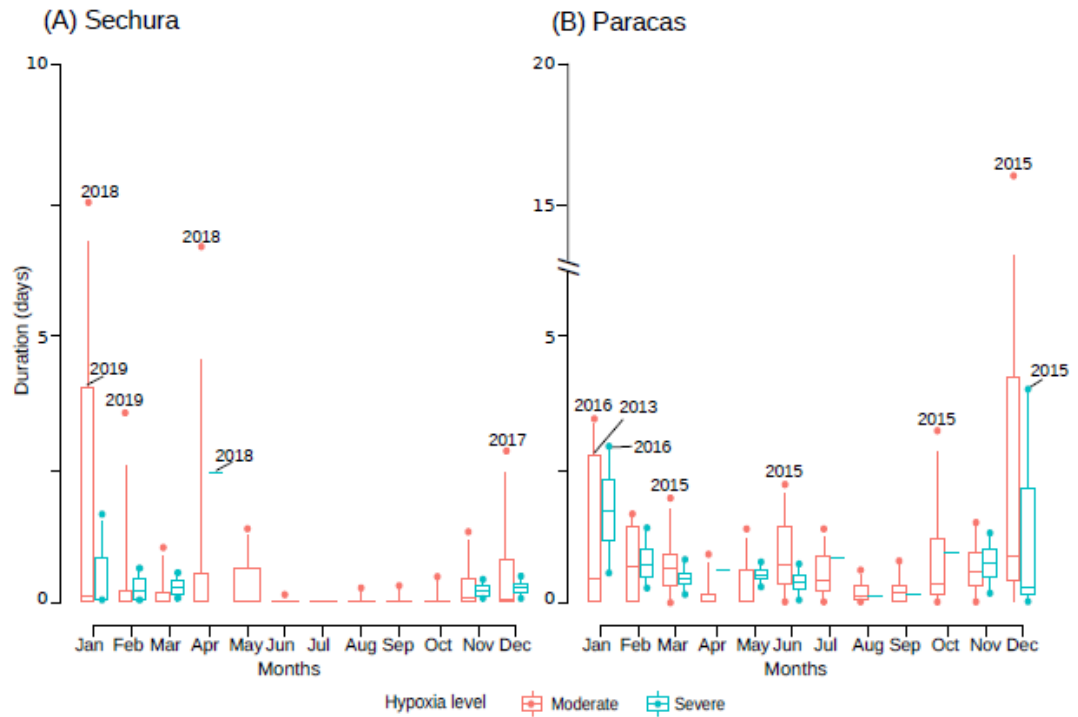 (A) Sechura
(B) Paracas
10
5
0
Duration (days)
2018
2019
2019
2018
2018
2017
Jan Feb Mar Apr May Jun Jul Aug Sep Oct Nov Dec
Months
20
15
5
0
2016
2013
2016
2015
2015
2015
2015
2015
Jan Feb Mar Apr May Jun Jul Aug Sep Oct Nov Dec
Months
Hypoxia level Moderate Severe